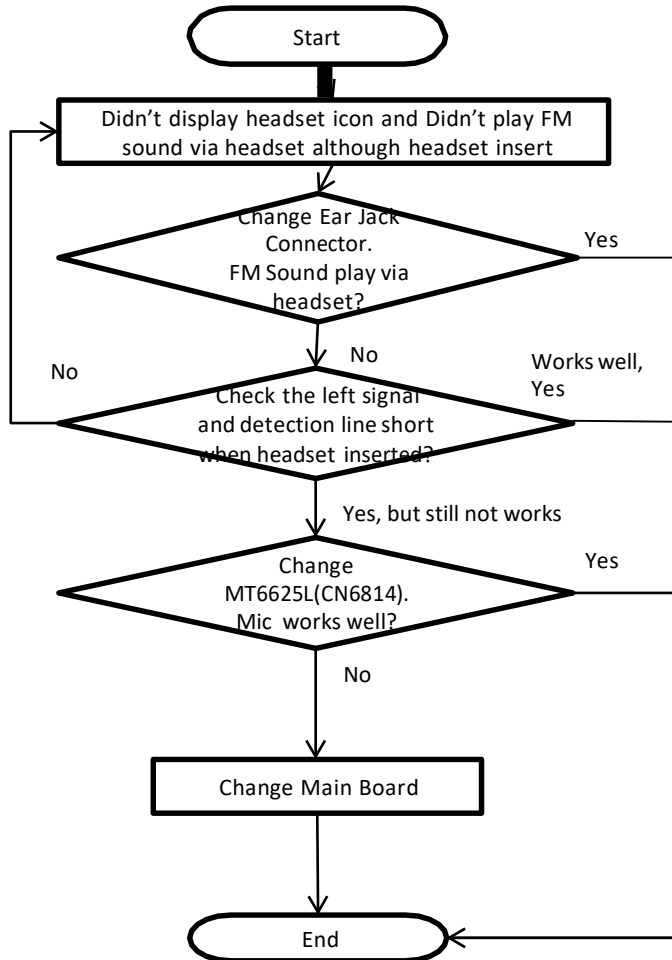 Start
Didn’t display headset icon and Didn’t play FM
sound via headset although headset insert
Change Ear Jack
Connector.
FM Sound play via
headset?
Yes
No
No
Works well,
Yes
Check the left signal
and detection line short
when headset inserted?
Yes, but still not works
Change
MT6625L(CN6814).
Mic works well?
Yes
No
Change Main Board
End